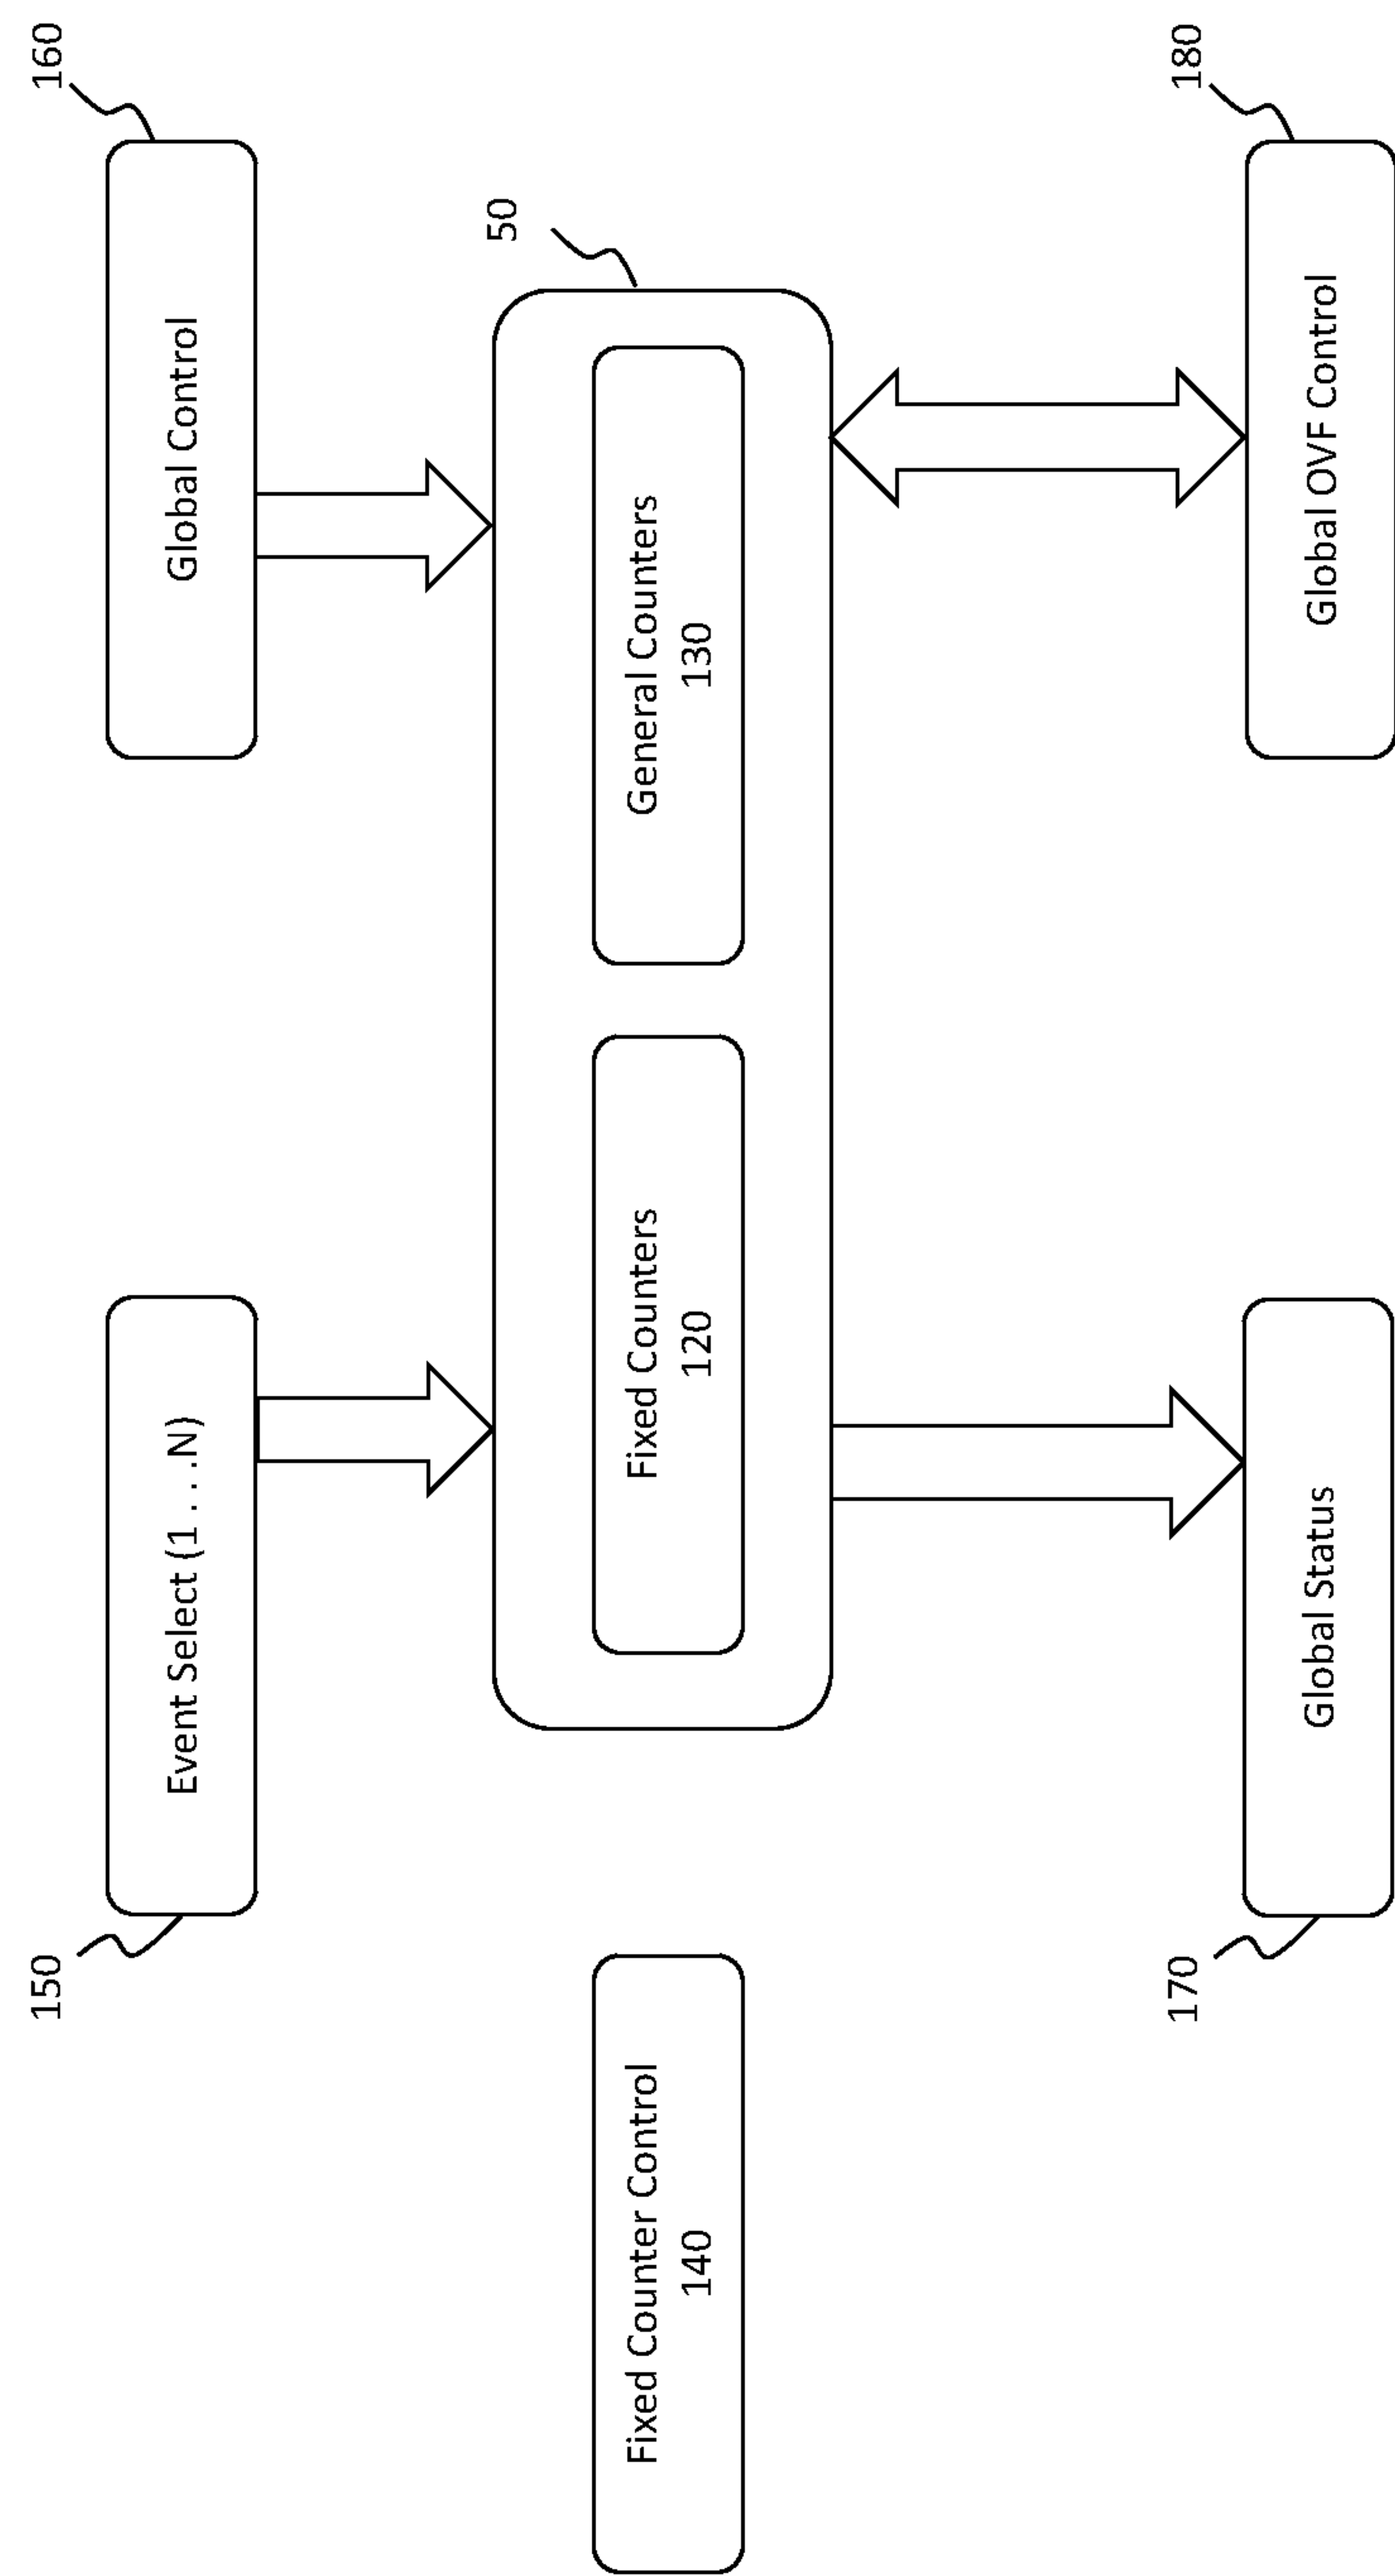 150
Event Select (1 . . .N)
Global Control
160
50
Fixed Counter Control
140
Fixed Counters
120
General Counters
130
170
Global Status
Global OVF Control
180